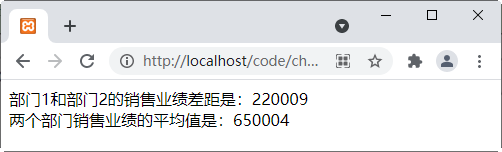 http://localhost/code/ch...
部门1和部门2的销售业绩差距是：220009
两个部门销售业绩的平均值是：650004